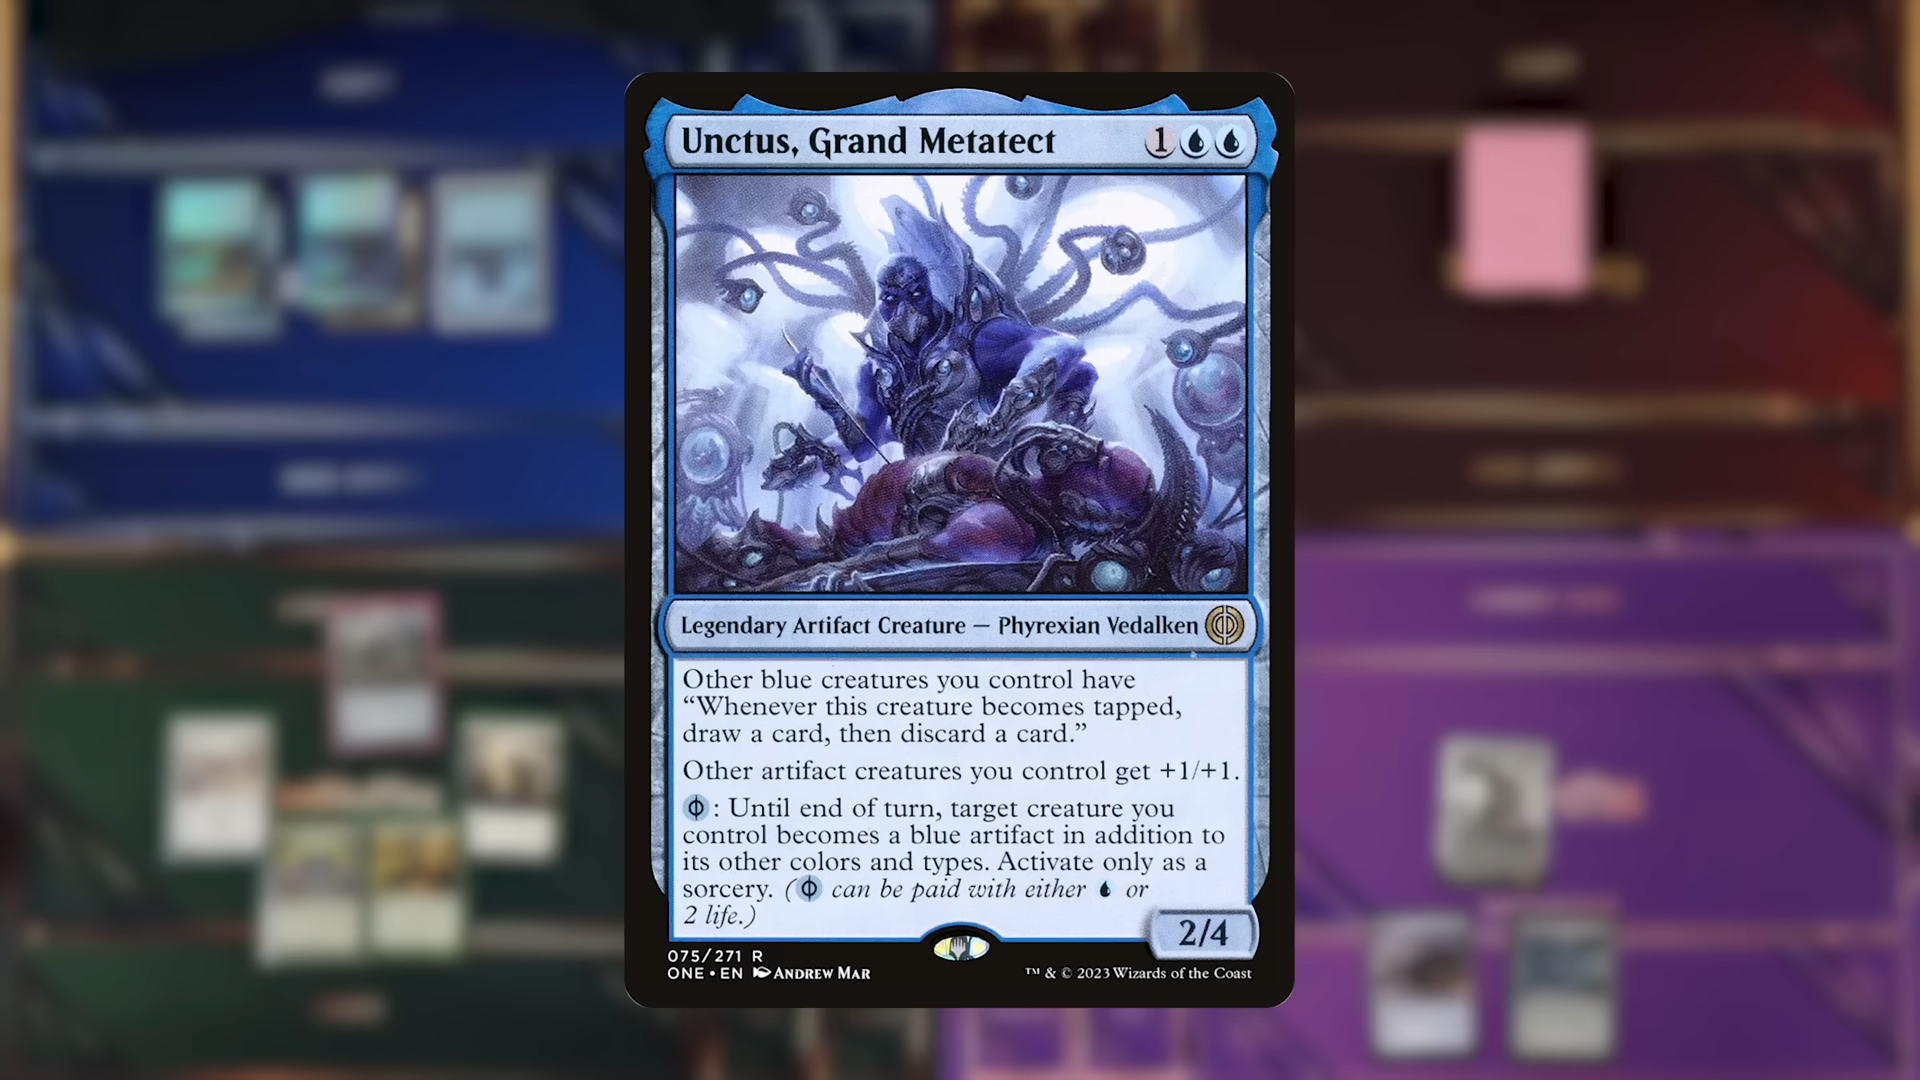 Unctus, Grand Metatect 1
Legendary Artifact Creature — Phyrexian Vedalken
Other blue creatures you control have
“Whenever this creature becomes tapped,
draw a card, then discard a card.”
Other artifact creatures you control get +1/+1.
: Until end of turn, target creature you
control becomes a blue artifact in addition to
its other colors and types. Activate only as a
sorcery. ( can be paid with either or
2 life.)
2/4
075/271 R
ONE • EN ANDREW MAR
™ & © 2023 Wizards of the Coast